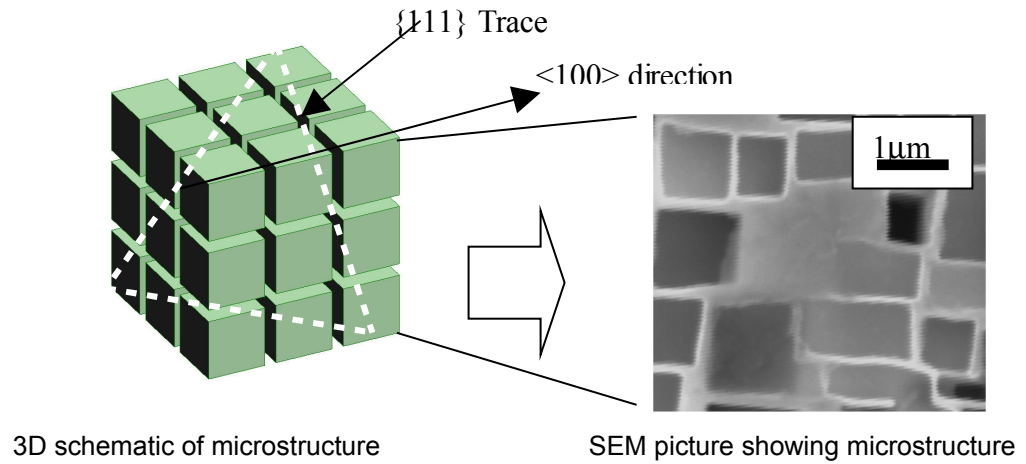 {111} Trace
<100> direction
1μm
3D schematic of microstructure
SEM picture showing microstructure